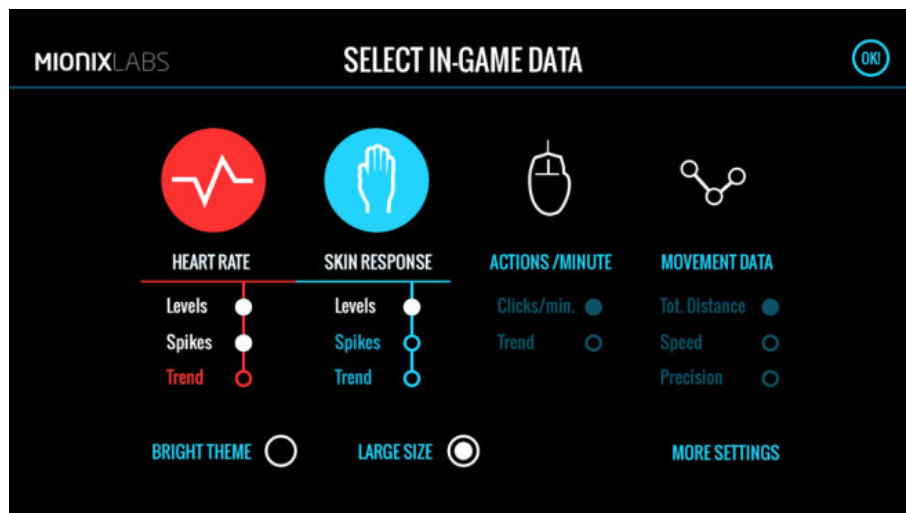 MIONIXLABS
SELECT IN-GAME DATA
OK!
HEART RATE
Levels
Spikes
Trend
SKIN RESPONSE
Levels
Spikes
Trend
ACTIONS /MINUTE
Clicks/min.
Trend
MOVEMENT DATA
Tot. Distance
Speed
Precision
BRIGHT THEME
LARGE SIZE
MORE SETTINGS